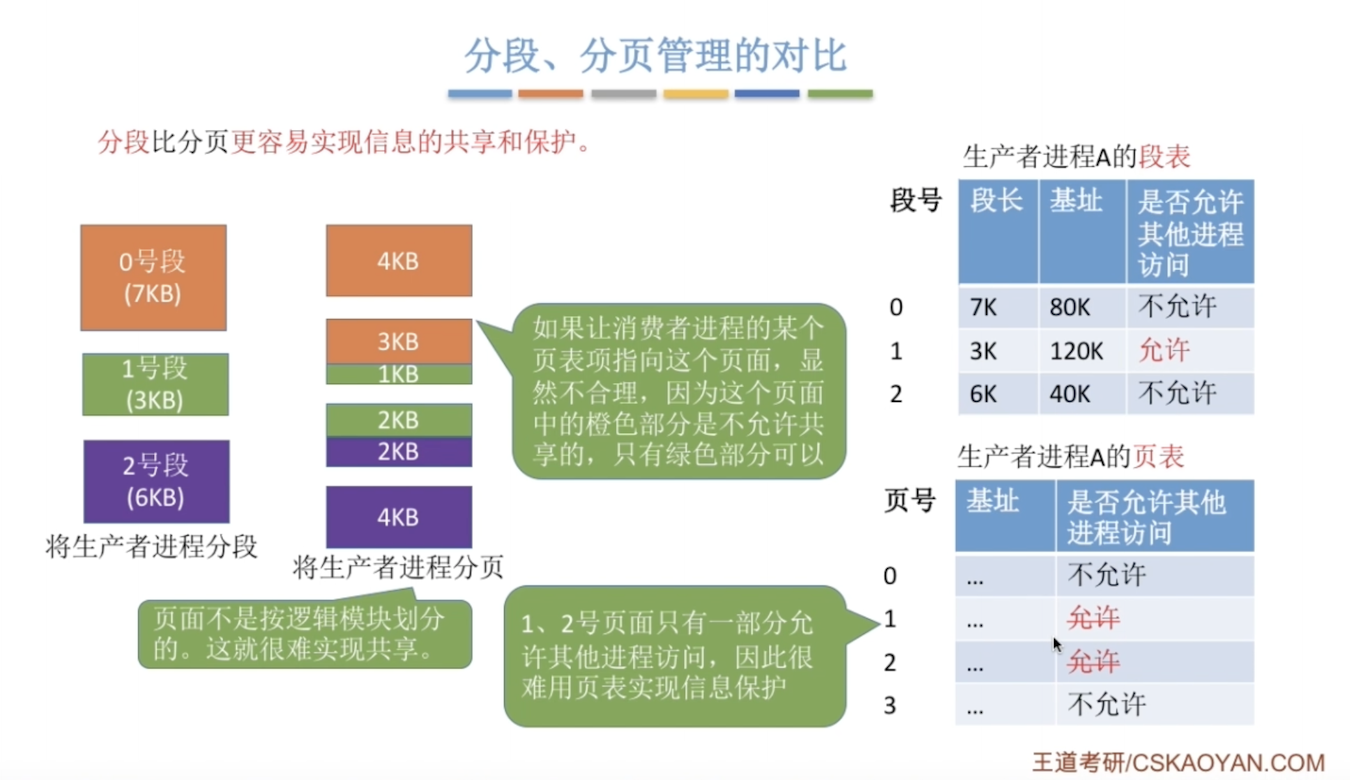 分段、分页管理的对比
分段比分页更容易实现信息的共享和保护。
0号段
(7KB)
1号段
(3KB)
2号段
(6KB)
将生产者进程分段
4KB
3KB
1KB
2KB
2KB
4KB
将生产者进程分页
如果让消费者进程的某个
页表项指向这个页面，显
然不合理，因为这个页面
中的橙色部分是不允许共
享的，只有绿色部分可以
页面不是按逻辑模块划分
的。这就很难实现共享。
1、2号页面只有一部分允
许其他进程访问，因此很
难用页表实现信息保护
生产者进程A的段表
段号 段长 基址 是否允许
其他进程
访问
0 7K 80K 不允许
1 3K 120K 允许
2 6K 40K 不允许
生产者进程A的页表
页号 基址 是否允许其他
进程访问
0 ... 不允许
1 ... 允许
2 ... 允许
3 ... 不允许
王道考研/CSKAOYAN.COM